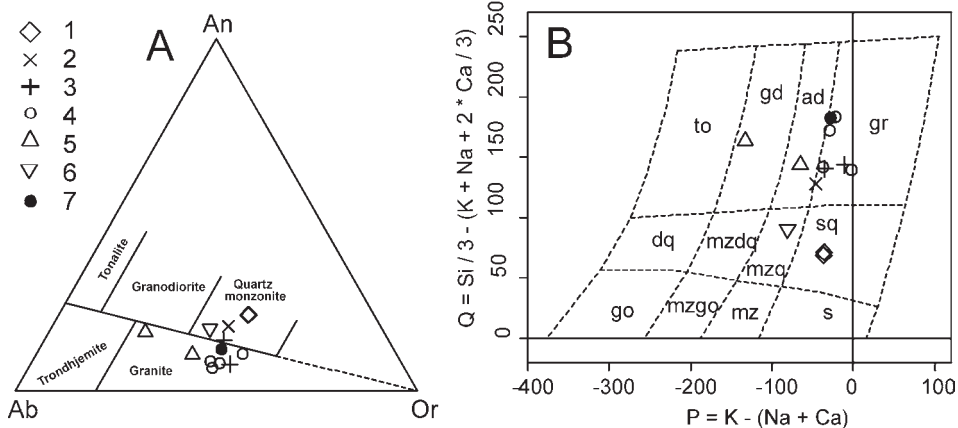 1
2
3
4
5
6
7
A
An
Tonalite
Granodiorite
Quartz
monzonite
Trondhjemite
Granite
Ab
Or
B
Q = Si / 3 - (K + Na + 2 * Ca / 3)
250
200
150
100
50
0
to
gd
ad
gr
dq
mzdq
mzq
sq
go
mzgo
mz
s
-400
-300
-200
-100
0
100
P = K - (Na + Ca)